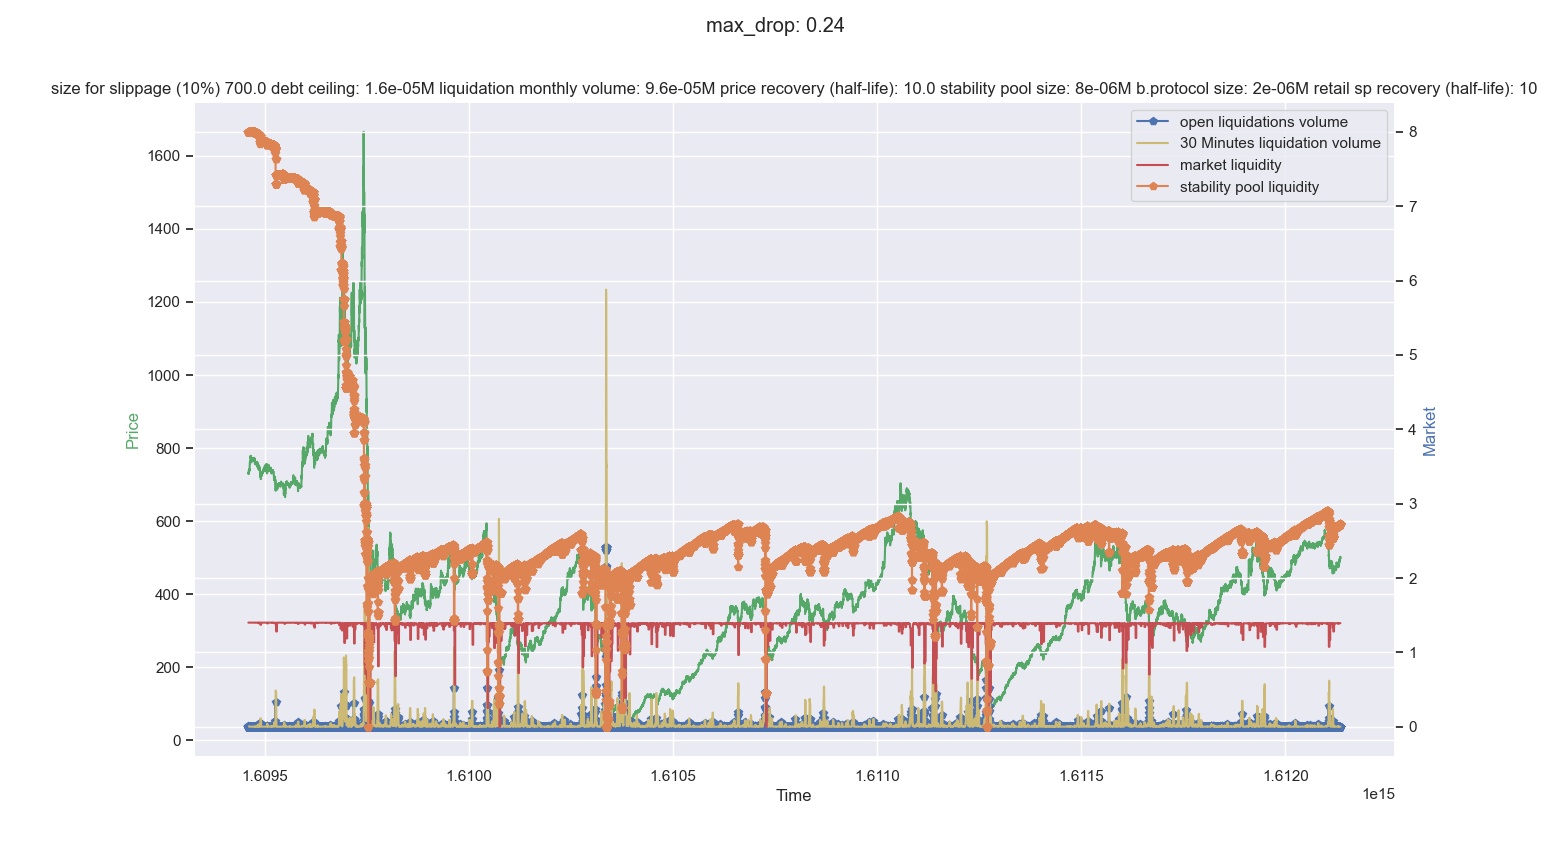 max_drop: 0.24
size for slippage (10%) 700.0 debt ceiling: 1.6e-05M liquidation monthly volume: 9.6e-05M price recovery (half-life): 10.0 stability pool size: 8e-06M b.protocol size: 2e-06M retail sp recovery (half-life): 10
open liquidations volume
30 Minutes liquidation volume
market liquidity
stability pool liquidity
1600
1400
1200
1000
800
600
400
200
0
Price
8
7
6
5
4
3
2
1
0
Market
1.6095
1.6100
1.6105
1.6110
1.6115
1.6120
Time
1e15